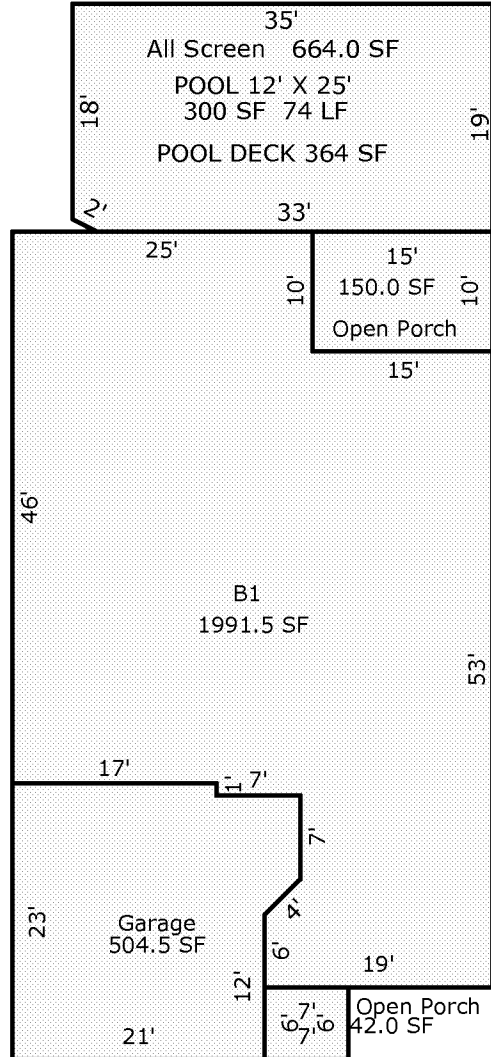 35'
All Screen 664.0 SF
POOL 12' X 25'
300 SF 74 LF
18'
19'
POOL DECK 364 SF
2'
33'
25'
15'
10'
150.0 SF
10'
Open Porch
15'
46'
B1
1991.5 SF
53'
17'
1'
7'
7'
4'
23'
Garage
504.5 SF
6'
19'
12'
7'
6'
6'
7'
Open Porch
42.0 SF
21'